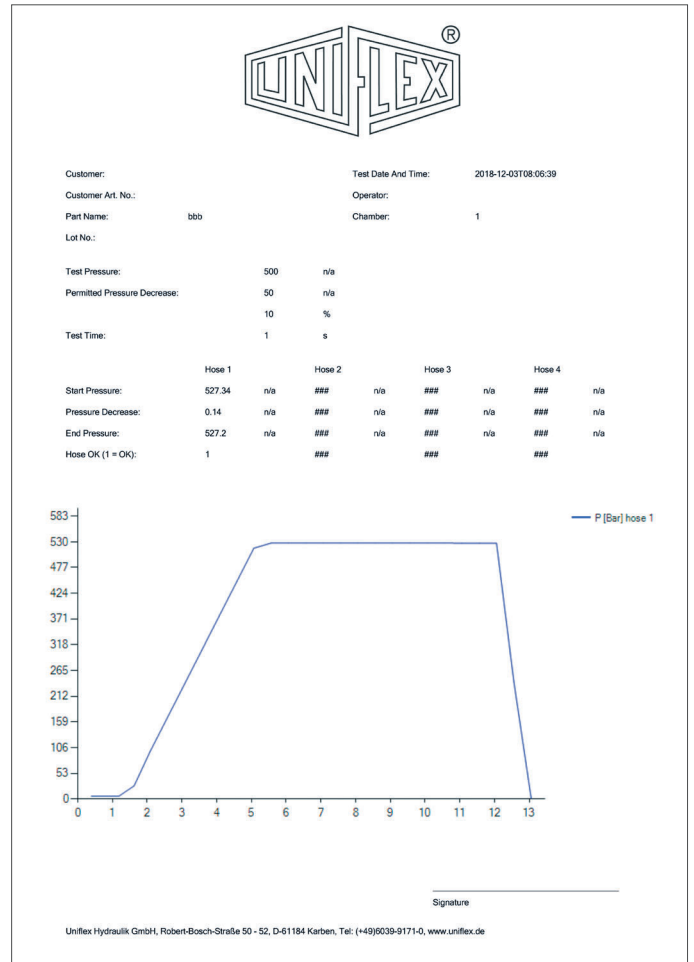 UNIFLEX ®
Customer: Test Date And Time: 2018-12-03T08:06:39
Customer Art. No.: Operator:
Part Name: bbb Chamber: 1
Lot No.:
Test Pressure: 500 n/a
Permitted Pressure Decrease: 50 n/a
10 %
Test Time: 1 s
Hose 1 Hose 2 Hose 3 Hose 4
Start Pressure: 527.34 n/a ### n/a ### n/a ### n/a
Pressure Decrease: 0.14 n/a ### n/a ### n/a ### n/a
End Pressure: 527.2 n/a ### n/a ### n/a ### n/a
Hose OK (1 = OK): 1 ### ### ###
P [Bar] hose 1
583
530
477
424
371
318
265
212
159
106
53
0
0 1 2 3 4 5 6 7 8 9 10 11 12 13
Signature
Uniflex Hydraulik GmbH, Robert-Bosch-Straße 50 - 52, D-61184 Karben, Tel: (+49)6039-9171-0, www.uniflex.de